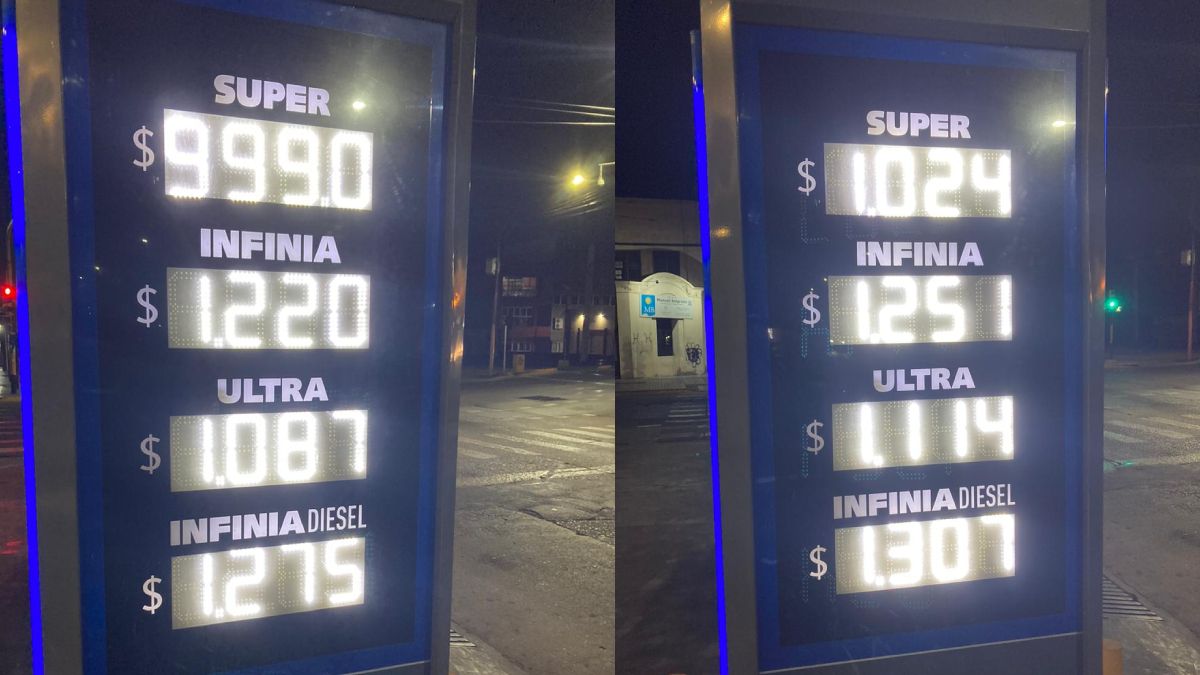 SUPER
$ 999.0
INFINIA
$ 1.220
ULTRA
$ 1.087
INFINIA DIESEL
$ 1.275
SUPER
$ 1.024
INFINIA
$ 1.251
ULTRA
$ 1.114
INFINIA DIESEL
$ 1.307
MB